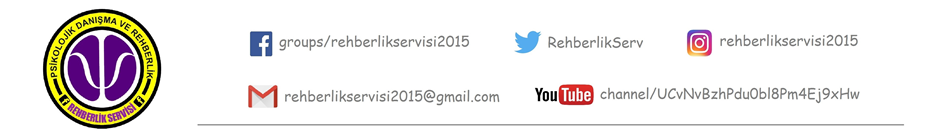 PSİKOLOJİK DANIŞMA VE REHBERLİK
REHBERLİK SERVİSİ
groups/rehberlikservisi2015
RehberlikServ
rehberlikservisi2015
rehberlikservisi2015@gmail.com
YouTube channel/UCvNvBzhPdu0bl8Pm4Ej9xHw